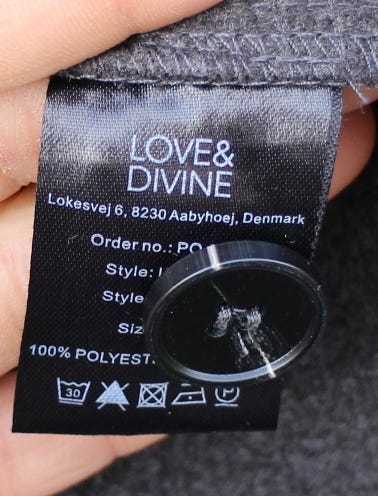 LOVE&
DIVINE
Lokesvej 6, 8230 Aabyhoej, Denmark
Order no.: PO
Style:
Style
Siz
100% POLYEST
30
P